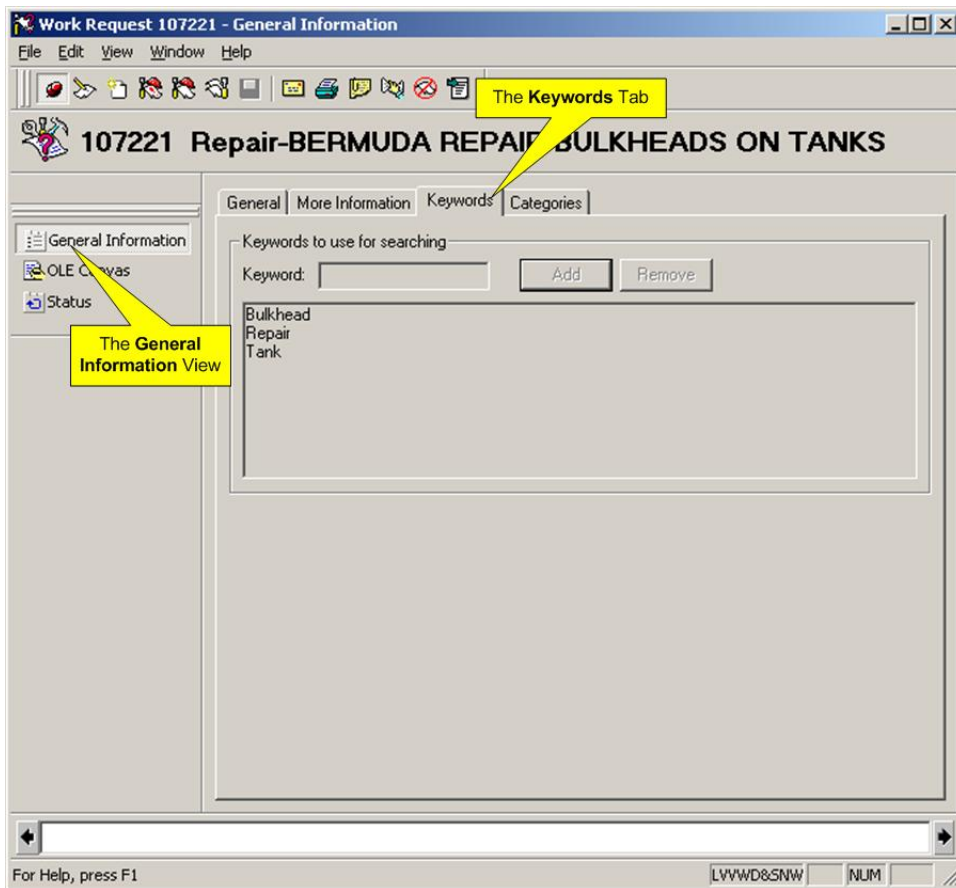 Work Request 107221 - General Information
File Edit View Window Help
The Keywords Tab
107221 Repair-BERMUDA REPAIR BULKHEADS ON TANKS
General More Information Keywords Categories
General Information
OLE Canvas
Status
The General
Information View
Keywords to use for searching
Keyword: Add Remove
Bulkhead
Repair
Tank
For Help, press F1 LVVWD&SNW NUM